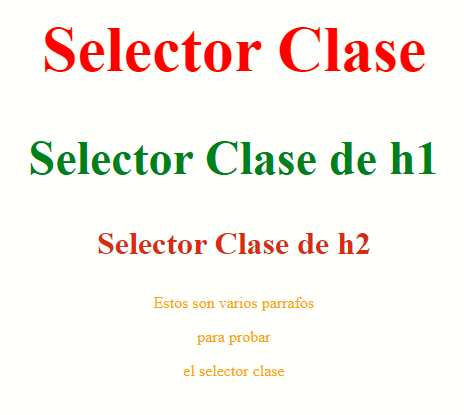 Selector Clase
Selector Clase de h1
Selector Clase de h2
Estos son varios parrafos
para probar
el selector clase